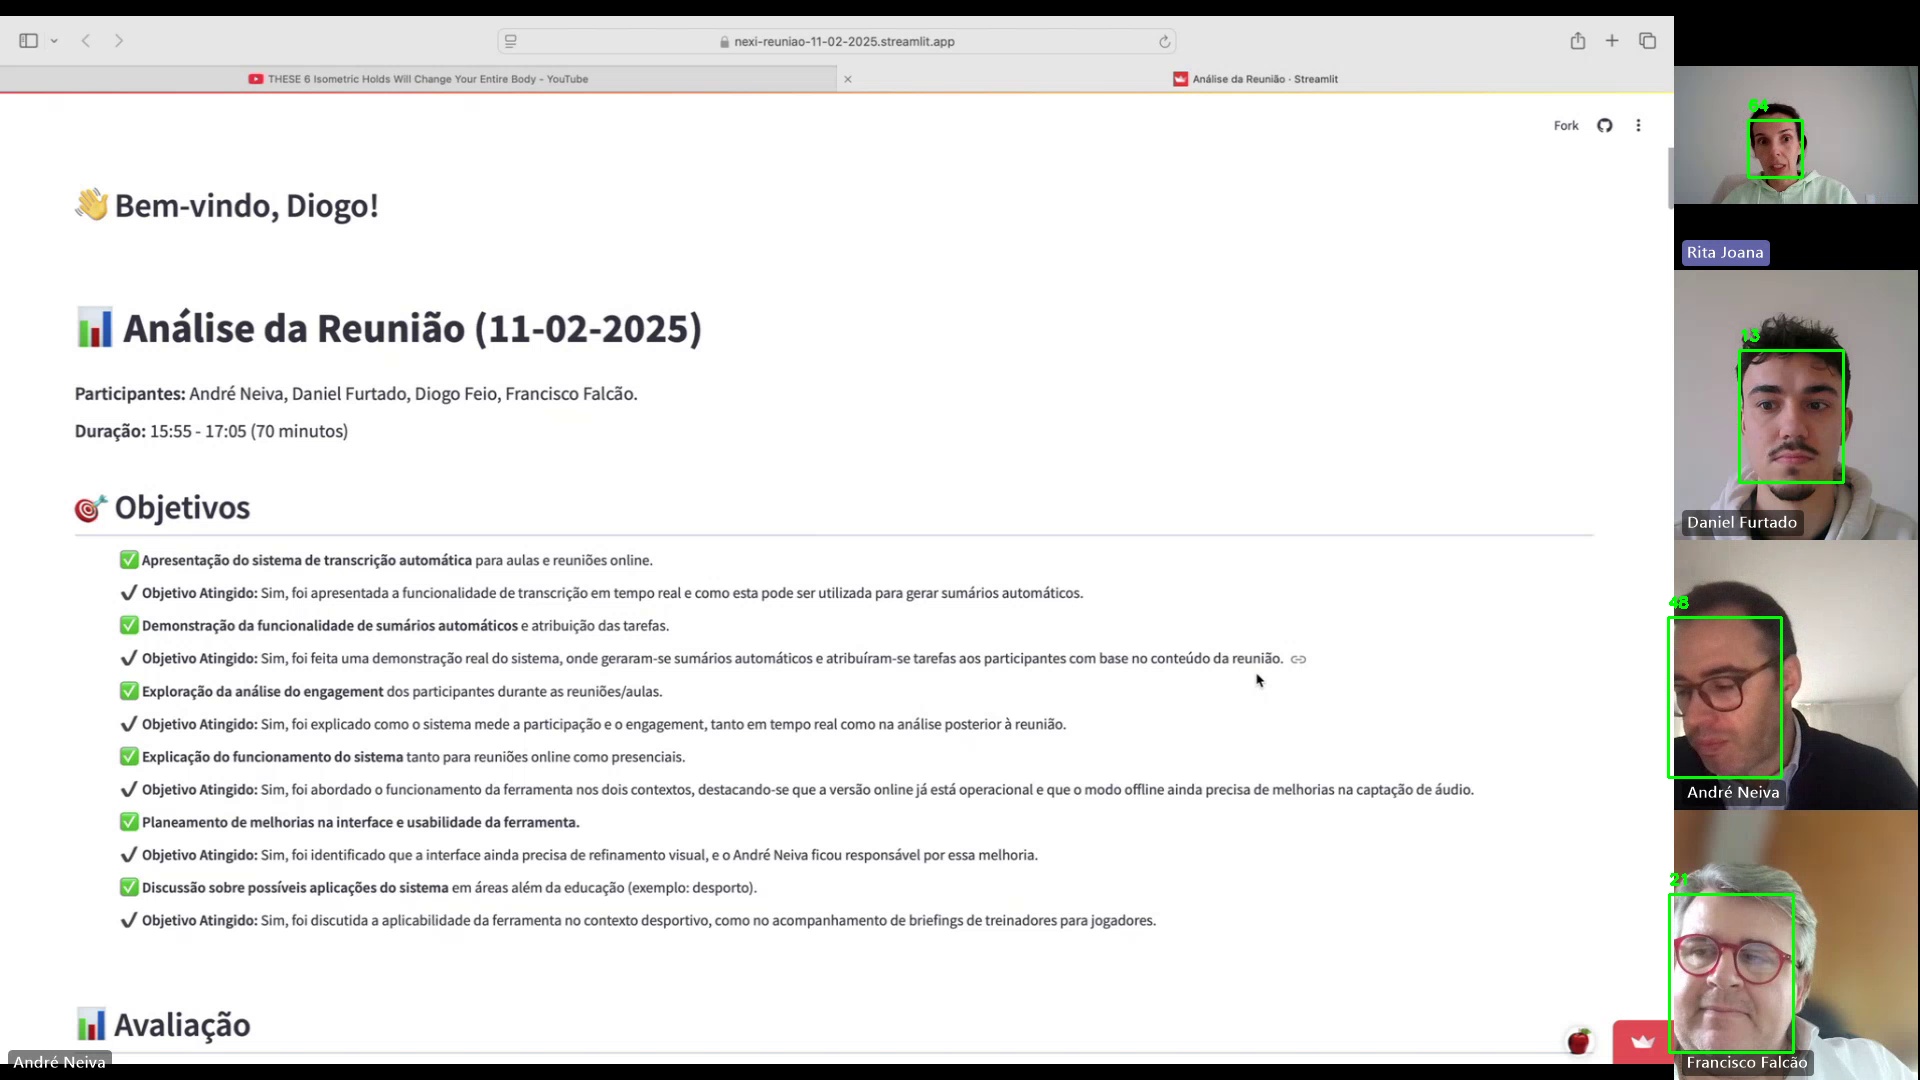 nexi-reuniao-11-02-2025.streamlit.app
THESE 6 Isometric Holds Will Change Your Entire Body - YouTube
Análise da Reunião · Streamlit
Fork
👋 Bem-vindo, Diogo!
📊 Análise da Reunião (11-02-2025)
Participantes: André Neiva, Daniel Furtado, Diogo Feio, Francisco Falcão.
Duração: 15:55 - 17:05 (70 minutos)
🎯 Objetivos
✅ Apresentação do sistema de transcrição automática para aulas e reuniões online.
✔ Objetivo Atingido: Sim, foi apresentada a funcionalidade de transcrição em tempo real e como esta pode ser utilizada para gerar sumários automáticos.
✅ Demonstração da funcionalidade de sumários automáticos e atribuição das tarefas.
✔ Objetivo Atingido: Sim, foi feita uma demonstração real do sistema, onde geraram-se sumários automáticos e atribuíram-se tarefas aos participantes com base no conteúdo da reunião.
✅ Exploração da análise do engagement dos participantes durante as reuniões/aulas.
✔ Objetivo Atingido: Sim, foi explicado como o sistema mede a participação e o engagement, tanto em tempo real como na análise posterior à reunião.
✅ Explicação do funcionamento do sistema tanto para reuniões online como presenciais.
✔ Objetivo Atingido: Sim, foi abordado o funcionamento da ferramenta nos dois contextos, destacando-se que a versão online já está operacional e que o modo offline ainda precisa de melhorias na captação de áudio.
✅ Planeamento de melhorias na interface e usabilidade da ferramenta.
✔ Objetivo Atingido: Sim, foi identificado que a interface ainda precisa de refinamento visual, e o André Neiva ficou responsável por essa melhoria.
✅ Discussão sobre possíveis aplicações do sistema em áreas além da educação (exemplo: desporto).
✔ Objetivo Atingido: Sim, foi discutida a aplicabilidade da ferramenta no contexto desportivo, como no acompanhamento de briefings de treinadores para jogadores.
📊 Avaliação
André Neiva
Rita Joana
13
Daniel Furtado
48
André Neiva
21
Francisco Falcão